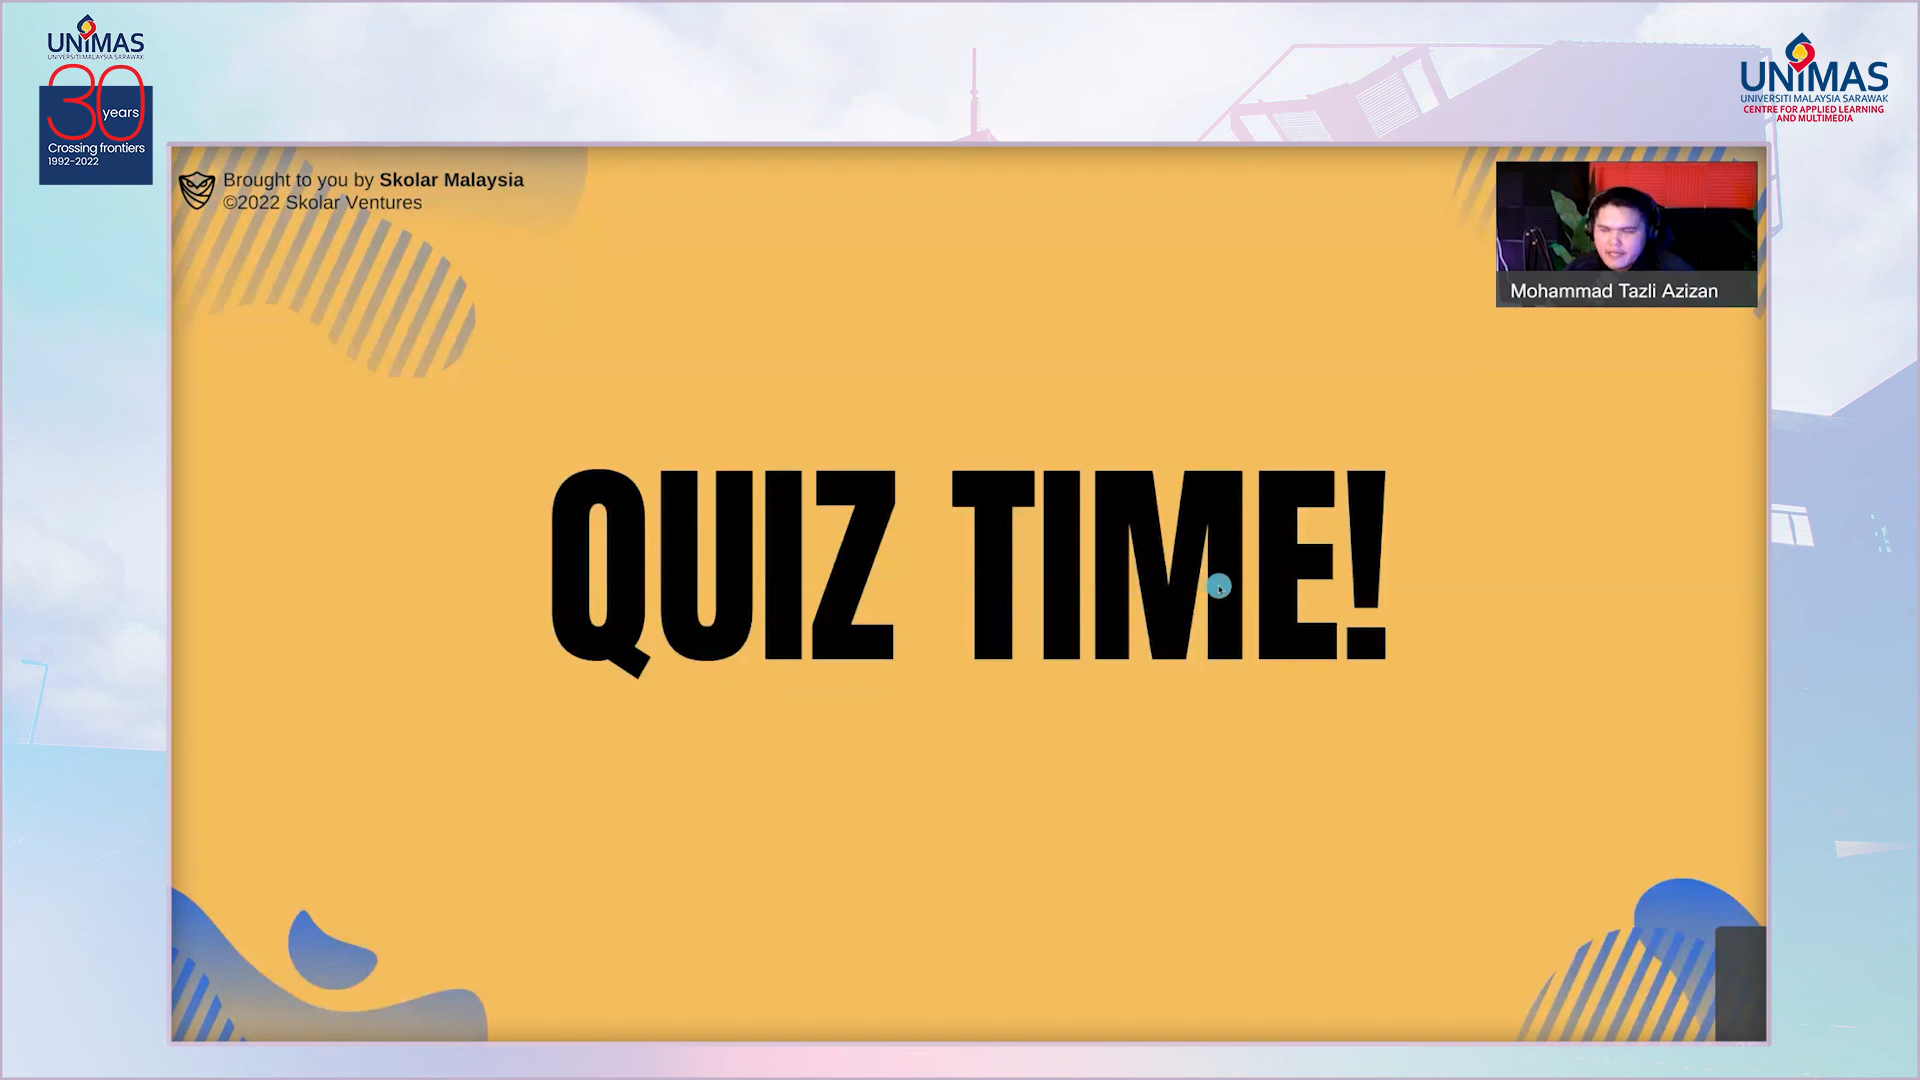 UNIMAS
UNIVERSITI MALAYSIA SARAWAK
30
years
Crossing frontiers
1992-2022
UNIMAS
UNIVERSITI MALAYSIA SARAWAK
CENTRE FOR APPLIED LEARNING
AND MULTIMEDIA
Brought to you by Skolar Malaysia
©2022 Skolar Ventures
Mohammad Tazli Azizan
QUIZ TIME!